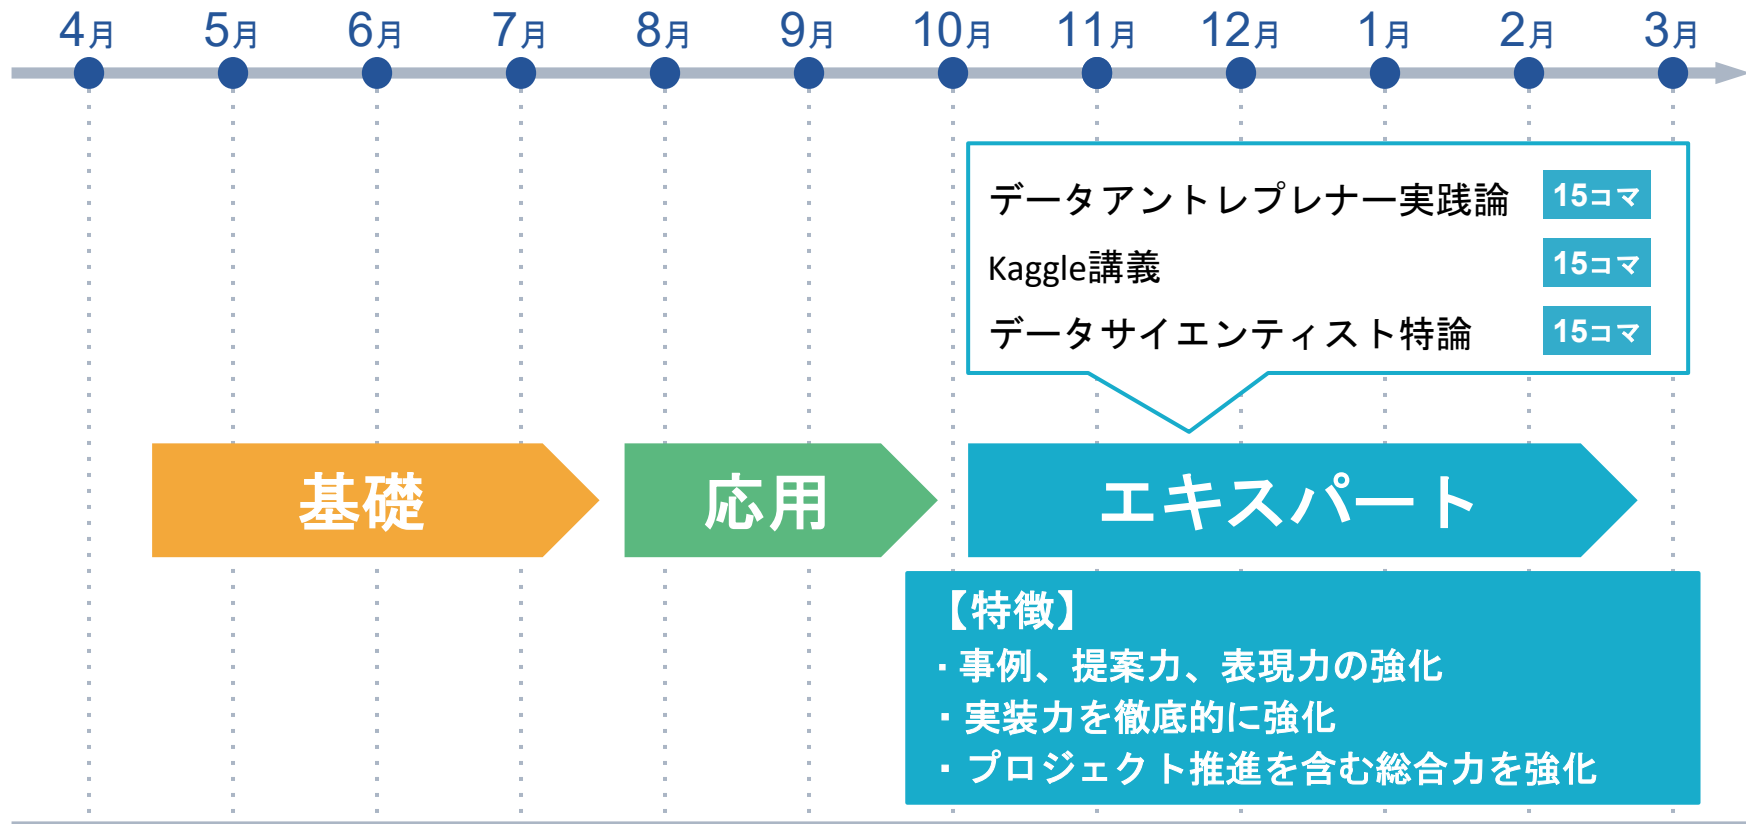 4月 5月 6月 7月 8月 9月 10月 11月 12月 1月 2月 3月
データアントレプレナー実践論 15コマ
Kaggle講義 15コマ
データサイエンティスト特論 15コマ
基礎 応用 エキスパート
【特徴】
・事例、提案力、表現力の強化
・実装力を徹底的に強化
・プロジェクト推進を含む総合力を強化